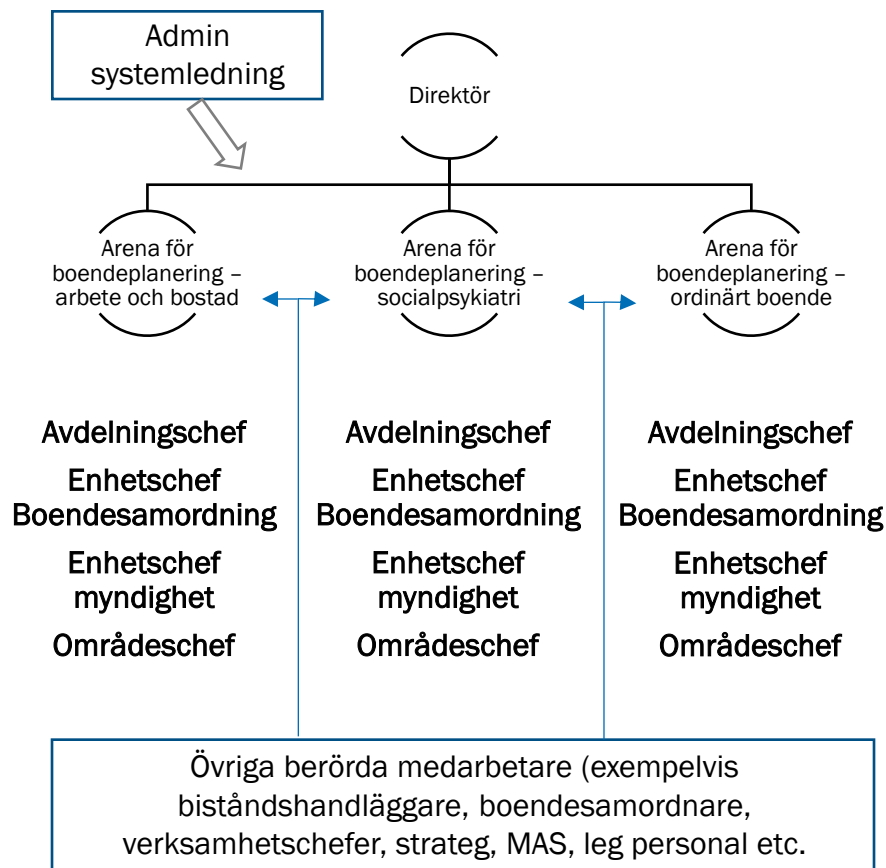 Admin
systemledning
Direktör
Arena för
boendeplanering –
arbete och bostad
Arena för
boendeplanering –
socialpsykiatri
Arena för
boendeplanering –
ordinärt boende
Avdelningschef
Enhetschef
Boendesamordning
Enhetschef
myndighet
Områdeschef
Avdelningschef
Enhetschef
Boendesamordning
Enhetschef
myndighet
Områdeschef
Avdelningschef
Enhetschef
Boendesamordning
Enhetschef
myndighet
Områdeschef
Övriga berörda medarbetare (exempelvis
biståndshandläggare, boendesamordnare,
verksamhetschefer, strateg, MAS, leg personal etc.